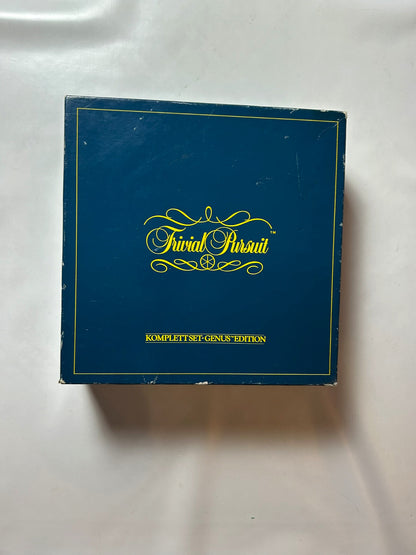 Trivial Pursuit™
KOMPLETTSET·GENUS™EDITION